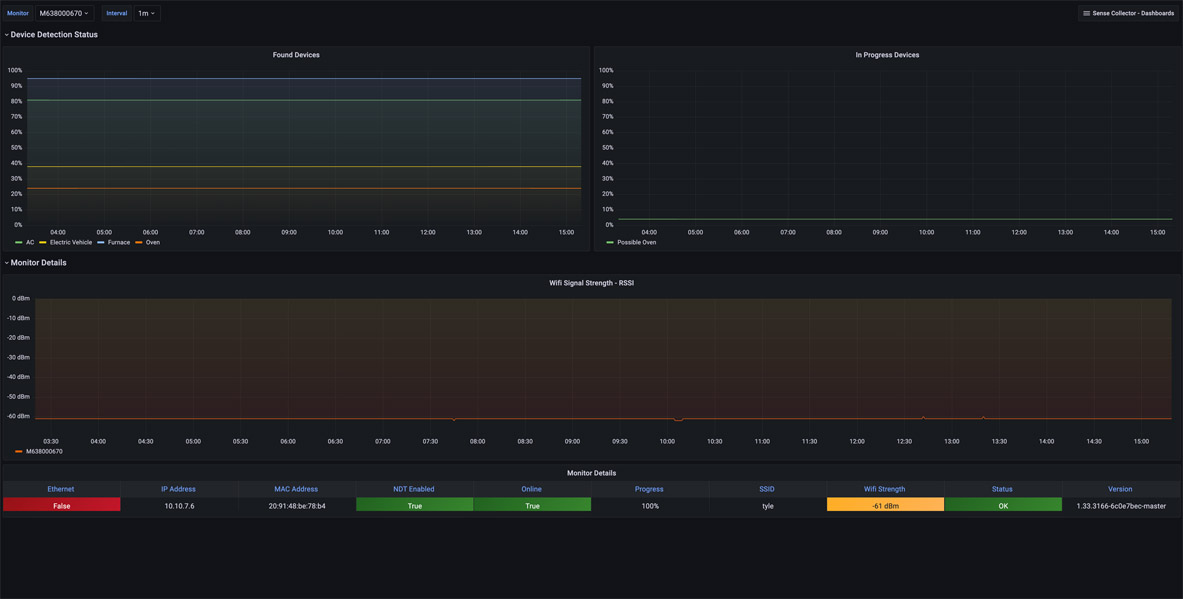 Monitor M638000670 Interval 1m Sense Collector - Dashboards
Device Detection Status
Found Devices
100%
90%
80%
70%
60%
50%
40%
30%
20%
10%
0%
04:00 05:00 06:00 07:00 08:00 09:00 10:00 11:00 12:00 13:00 14:00 15:00
AC Electric Vehicle Furnace Oven
In Progress Devices
100%
90%
80%
70%
60%
50%
40%
30%
20%
10%
0%
04:00 05:00 06:00 07:00 08:00 09:00 10:00 11:00 12:00 13:00 14:00 15:00
Possible Oven
Monitor Details
Wifi Signal Strength - RSSI
0 dBm
-10 dBm
-20 dBm
-30 dBm
-40 dBm
-50 dBm
-60 dBm
03:30 04:00 04:30 05:00 05:30 06:00 06:30 07:00 07:30 08:00 08:30 09:00 09:30 10:00 10:30 11:00 11:30 12:00 12:30 13:00 13:30 14:00 14:30 15:00
M638000670
Monitor Details
Ethernet IP Address MAC Address NDT Enabled Online Progress SSID Wifi Strength Status Version
False 10.10.7.6 20:91:48:be:78:b4 True True 100% tyle -61 dBm OK 1.33.3166-6c0e7bec-master